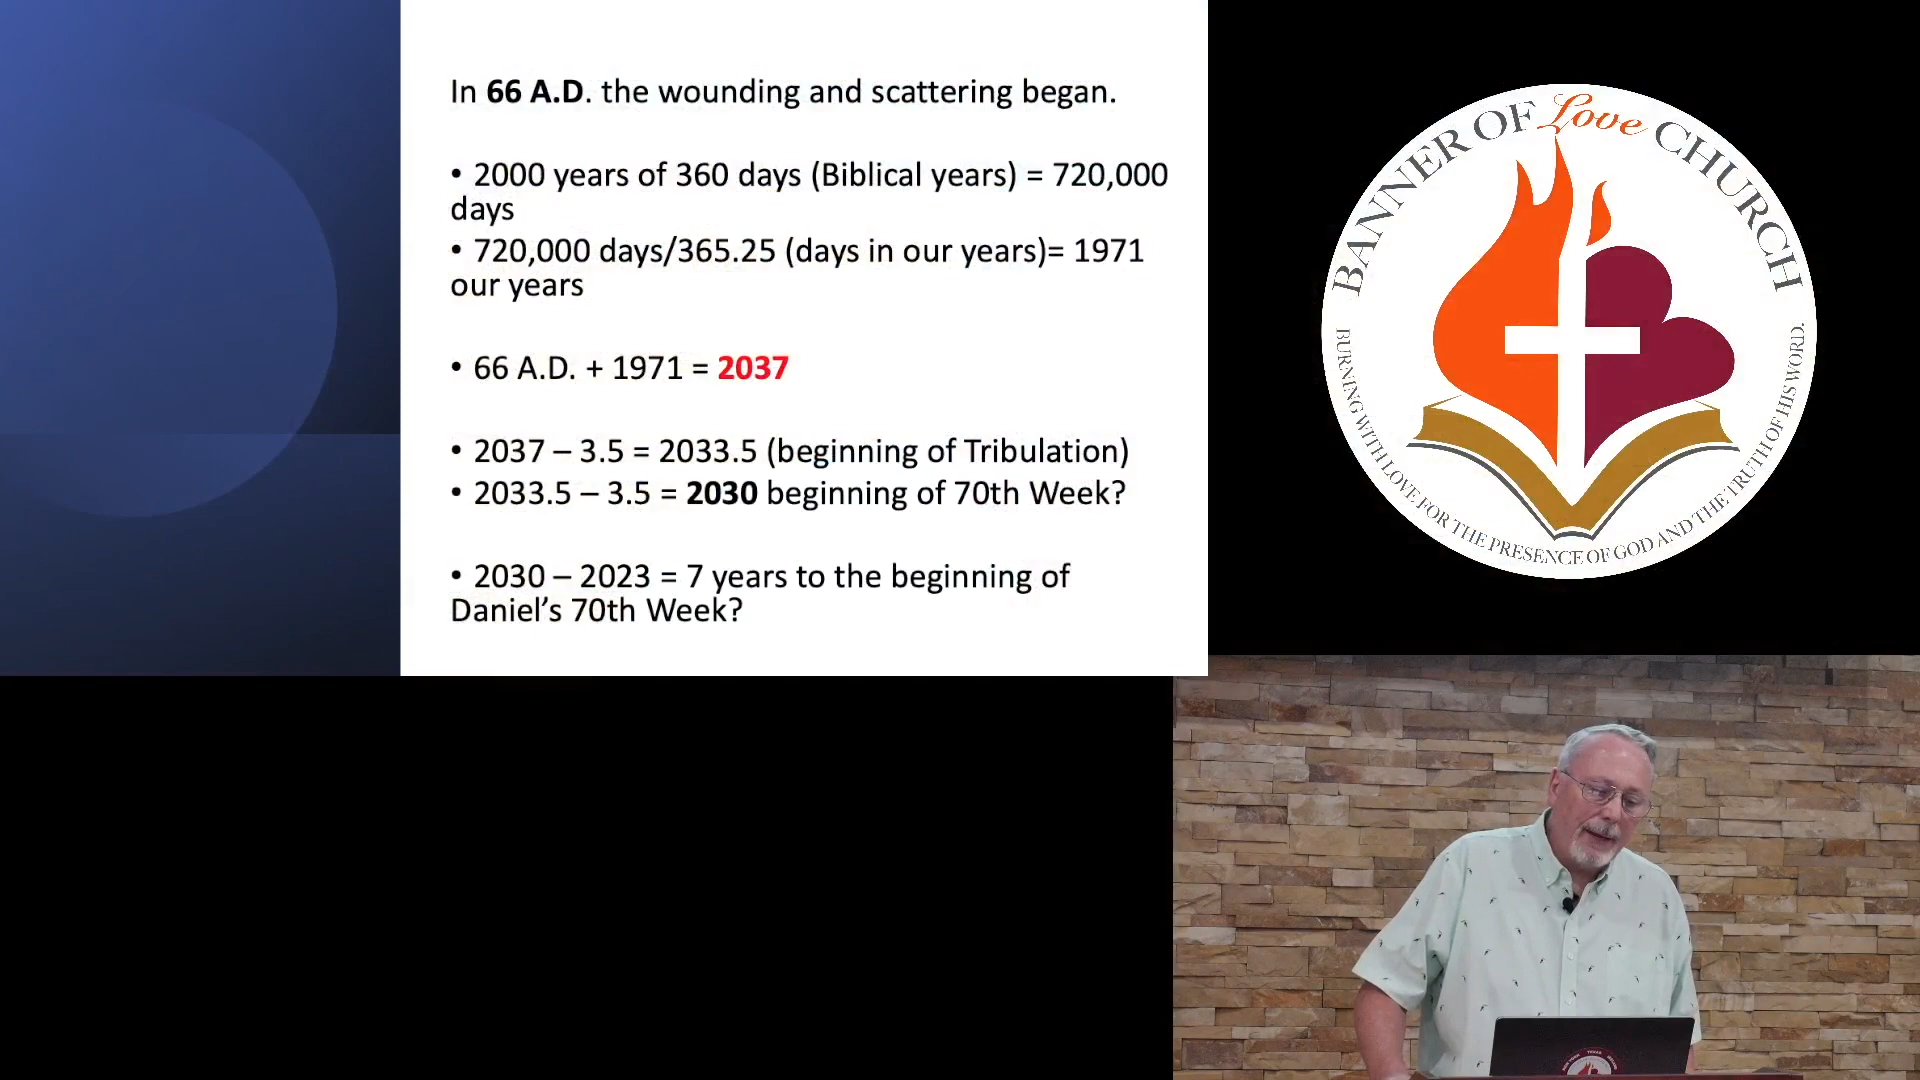 In 66 A.D. the wounding and scattering began.
• 2000 years of 360 days (Biblical years) = 720,000
days
• 720,000 days/365.25 (days in our years)= 1971
our years
• 66 A.D. + 1971 = 2037
• 2037 – 3.5 = 2033.5 (beginning of Tribulation)
• 2033.5 – 3.5 = 2030 beginning of 70th Week?
• 2030 – 2023 = 7 years to the beginning of
Daniel’s 70th Week?
BANNER OF Love CHURCH
BURNING WITH LOVE FOR THE PRESENCE OF GOD AND THE TRUTH OF HIS WORD.